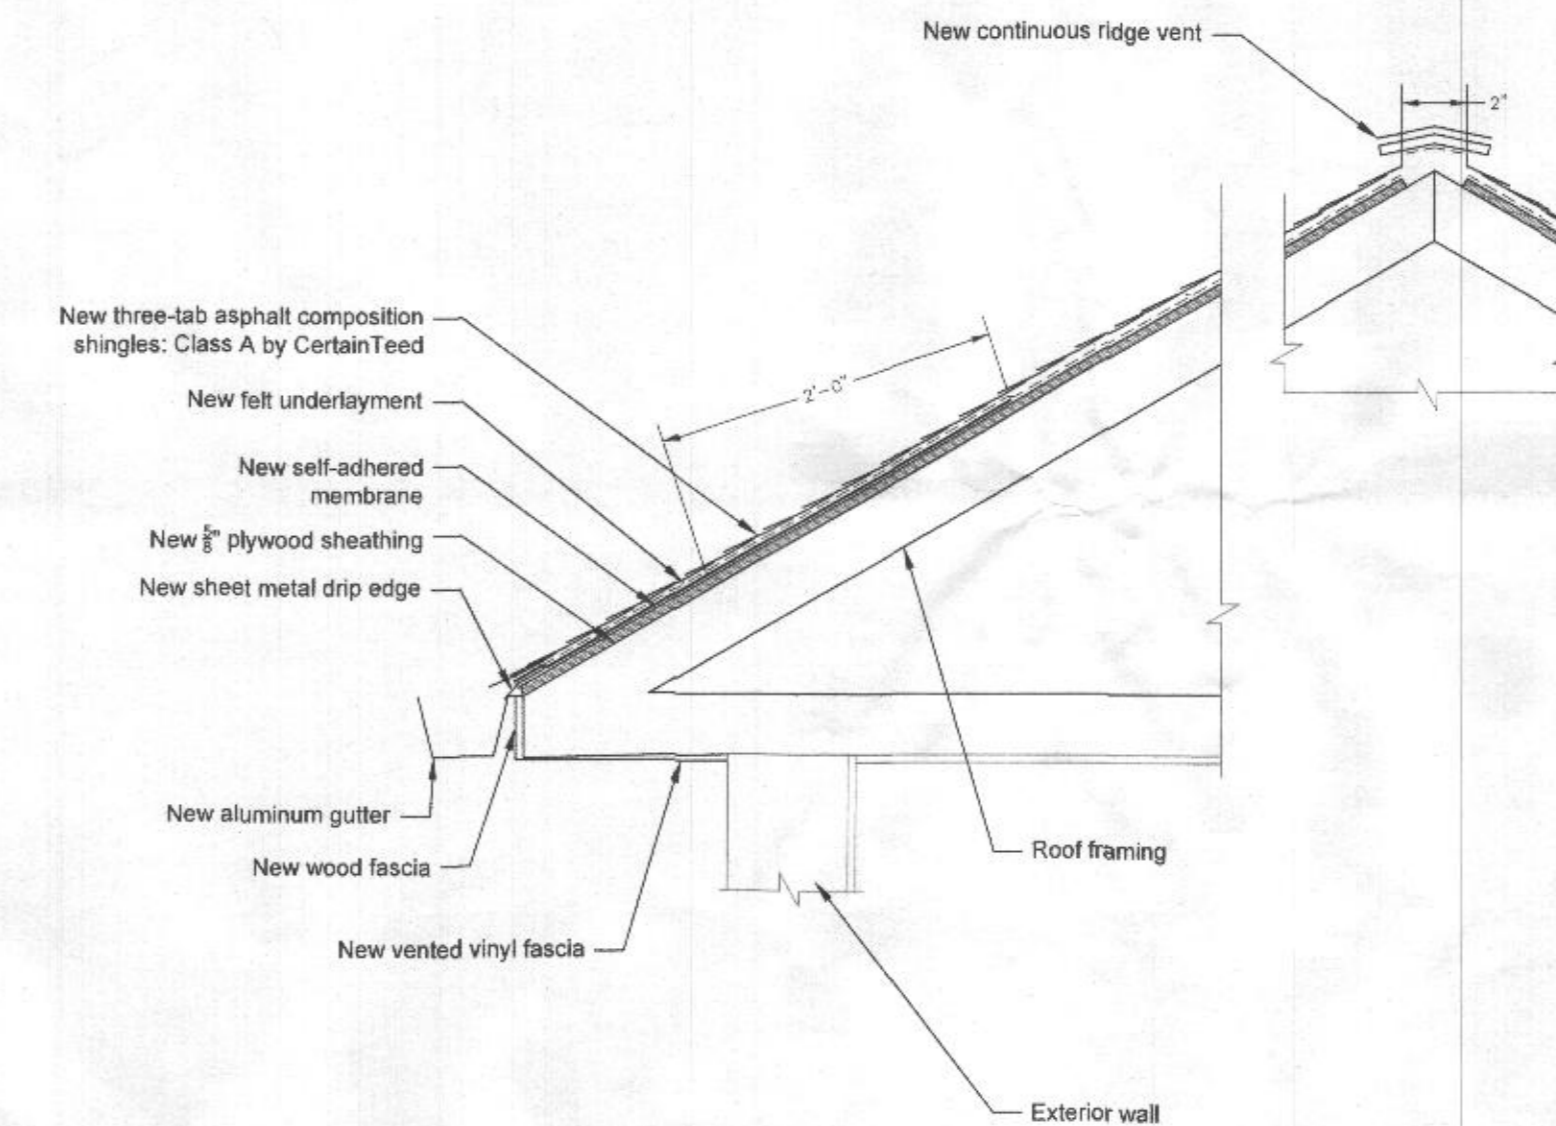 New continuous ridge vent
2"
New three-tab asphalt composition
shingles: Class A by CertainTeed
2'-0"
New felt underlayment
New self-adhered
membrane
New 5/8" plywood sheathing
New sheet metal drip edge
New aluminum gutter
New wood fascia
Roof framing
New vented vinyl fascia
Exterior wall